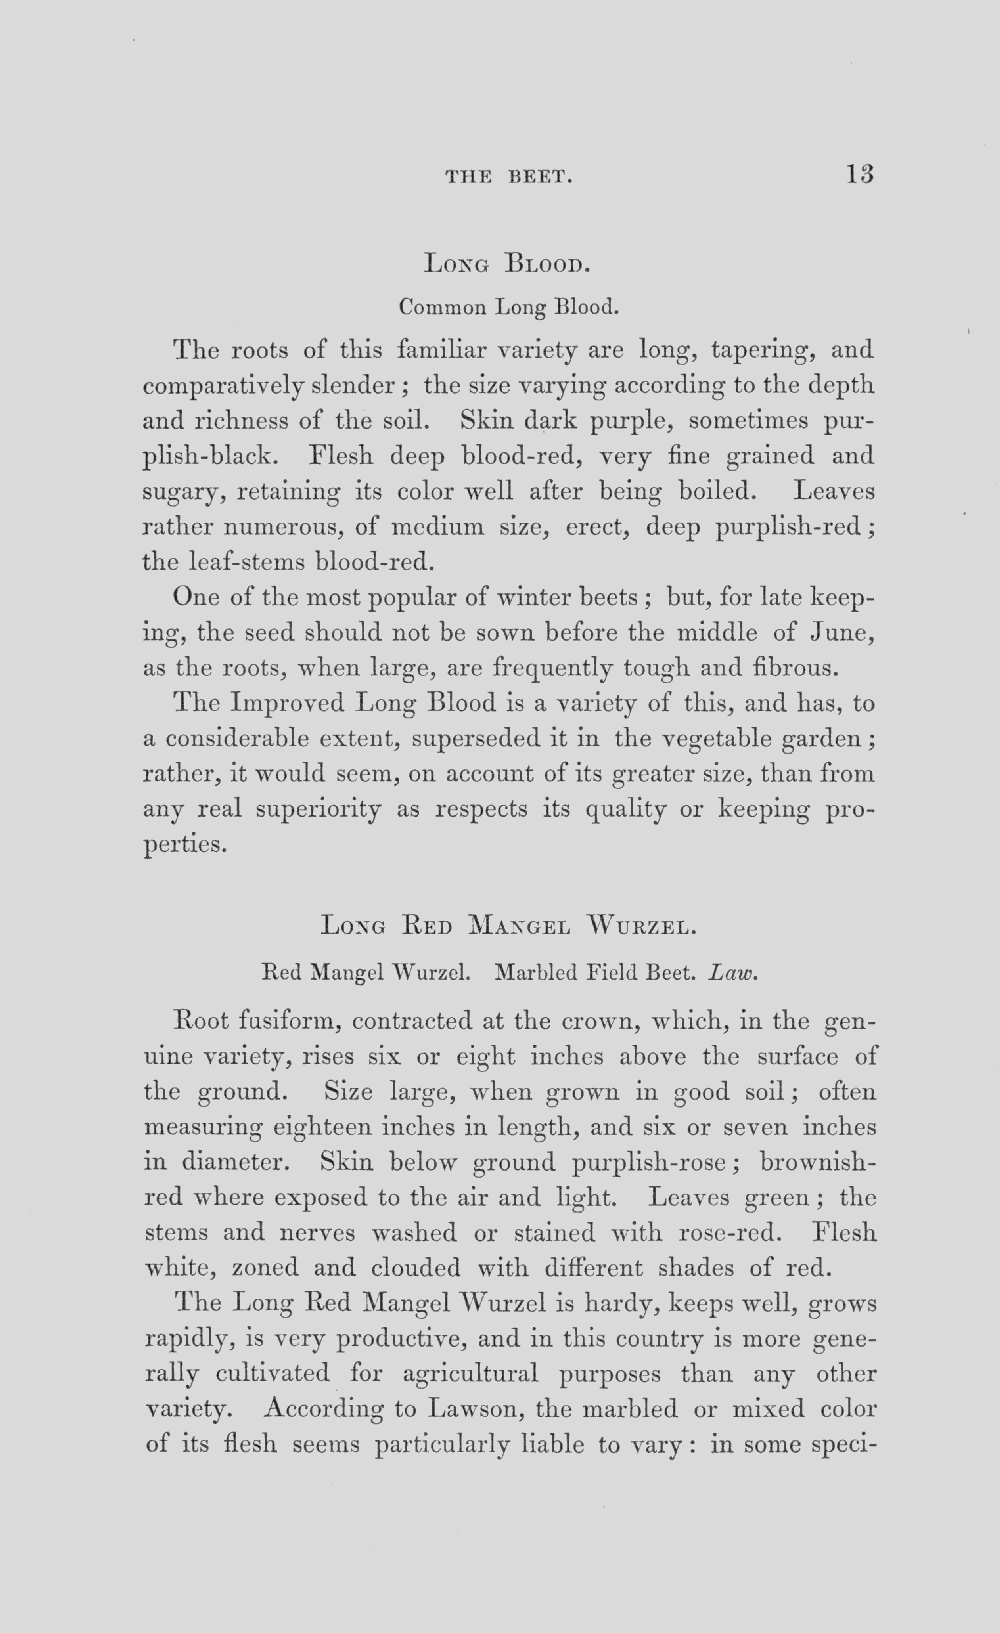 THE BEET. 13
Long Blood.
Common Long Blood.
The roots of this familiar variety are long, tapering, and
comparatively slender; the size varying according to the depth
and richness of the soil. Skin dark purple, sometimes pur-
plish-black. Flesh deep blood-red, very fine grained and
sugary, retaining its color well after being boiled. Leaves
rather numerous, of medium size, erect, deep purplish-red;
the leaf-stems blood-red.
One of the most popular of winter beets; but, for late keep-
ing, the seed should not be sown before the middle of June,
as the roots, when large, are frequently tough and fibrous.
The Improved Long Blood is a variety of this, and has, to
a considerable extent, superseded it in the vegetable garden;
rather, it would seem, on account of its greater size, than from
any real superiority as respects its quality or keeping pro-
perties.
Long Red Mangel Wurzel.
Red Mangel Wurzel. Marbled Field Beet. Law.
Root fusiform, contracted at the crown, which, in the gen-
uine variety, rises six or eight inches above the surface of
the ground. Size large, when grown in good soil; often
measuring eighteen inches in length, and six or seven inches
in diameter. Skin below ground purplish-rose; brownish-
red where exposed to the air and light. Leaves green; the
stems and nerves washed or stained with rose-red. Flesh
white, zoned and clouded with different shades of red.
The Long Red Mangel Wurzel is hardy, keeps well, grows
rapidly, is very productive, and in this country is more gene-
rally cultivated for agricultural purposes than any other
variety. According to Lawson, the marbled or mixed color
of its flesh seems particularly liable to vary: in some speci-